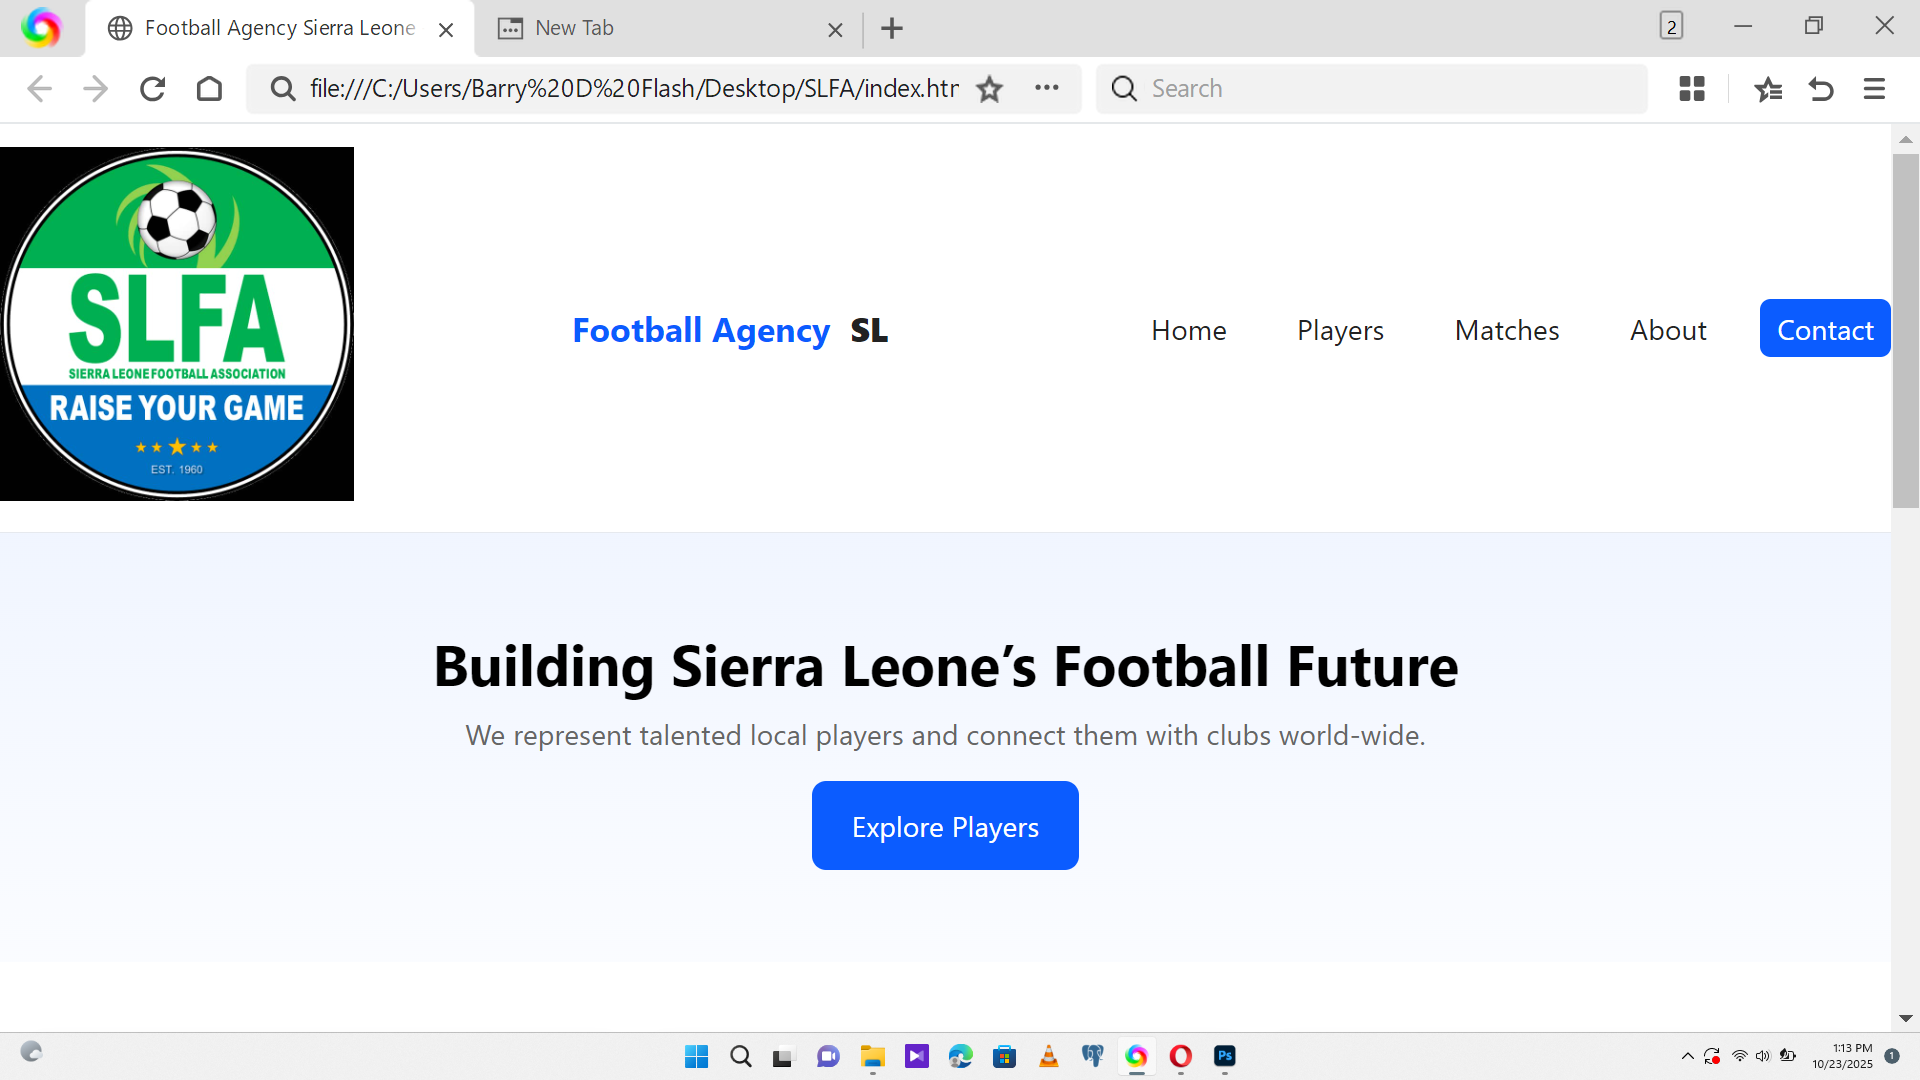 Football Agency Sierra Leone
New Tab
2
file:///C:/Users/Barry%20D%20Flash/Desktop/SLFA/index.htm
Search
SLFA
SIERRA LEONE FOOTBALL ASSOCIATION
RAISE YOUR GAME
EST. 1960
Football Agency SL
Home
Players
Matches
About
Contact
Building Sierra Leone’s Football Future
We represent talented local players and connect them with clubs world-wide.
Explore Players
Ps
1:13 PM
10/23/2025
1